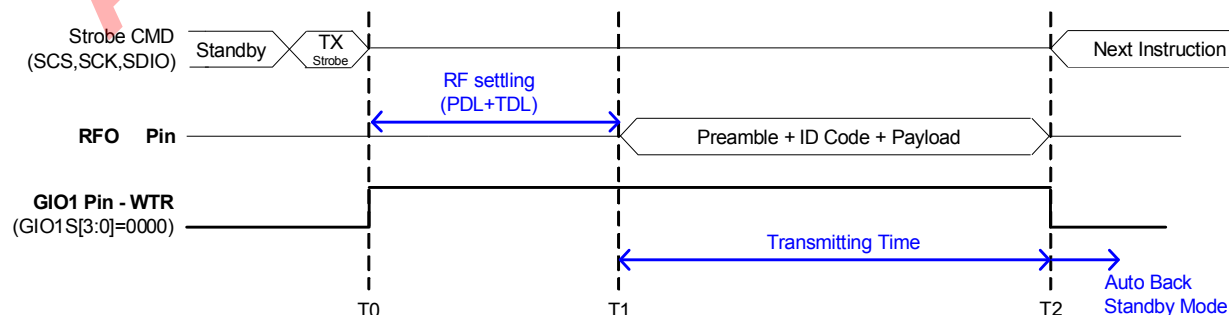 Strobe CMD
(SCS,SCK,SDIO)
Standby
TX
Strobe
Next Instruction
RF settling
(PDL+TDL)
RFO Pin
Preamble + ID Code + Payload
GIO1 Pin - WTR
(GIO1S[3:0]=0000)
Transmitting Time
Auto Back
Standby Mode
T0
T1
T2